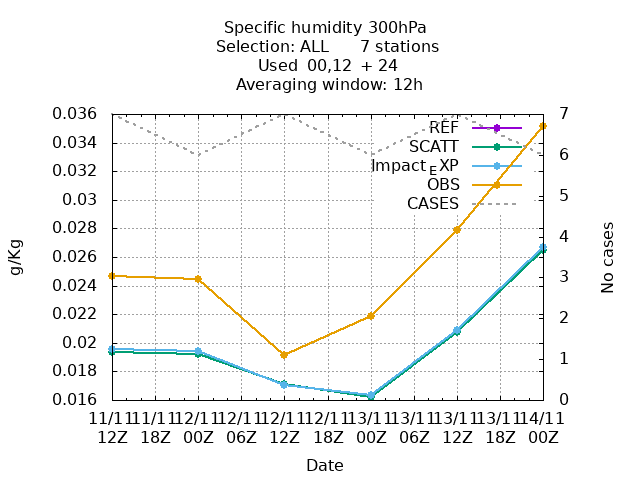 Specific humidity 300hPa
Selection: ALL 7 stations
Used 00,12 + 24
Averaging window: 12h
0.036
0.034
0.032
0.03
0.028
0.026
0.024
0.022
0.02
0.018
0.016
g/Kg
REF
SCATT
Impact_EXP
OBS
CASES
7
6
5
4
3
2
1
0
No cases
11/11 11/11 12/11 12/11 12/11 12/11 13/11 13/11 13/11 13/11 14/11
12Z 18Z 00Z 06Z 12Z 18Z 00Z 06Z 12Z 18Z 00Z
Date